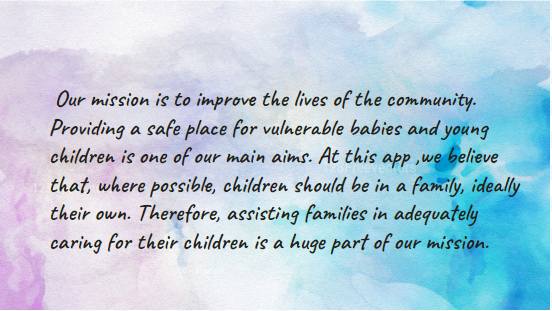 Our mission is to improve the lives of the community.
Providing a safe place for vulnerable babies and young
children is one of our main aims. At this app ,we believe
that, where possible, children should be in a family, ideally
their own. Therefore, assisting families in adequately
caring for their children is a huge part of our mission.